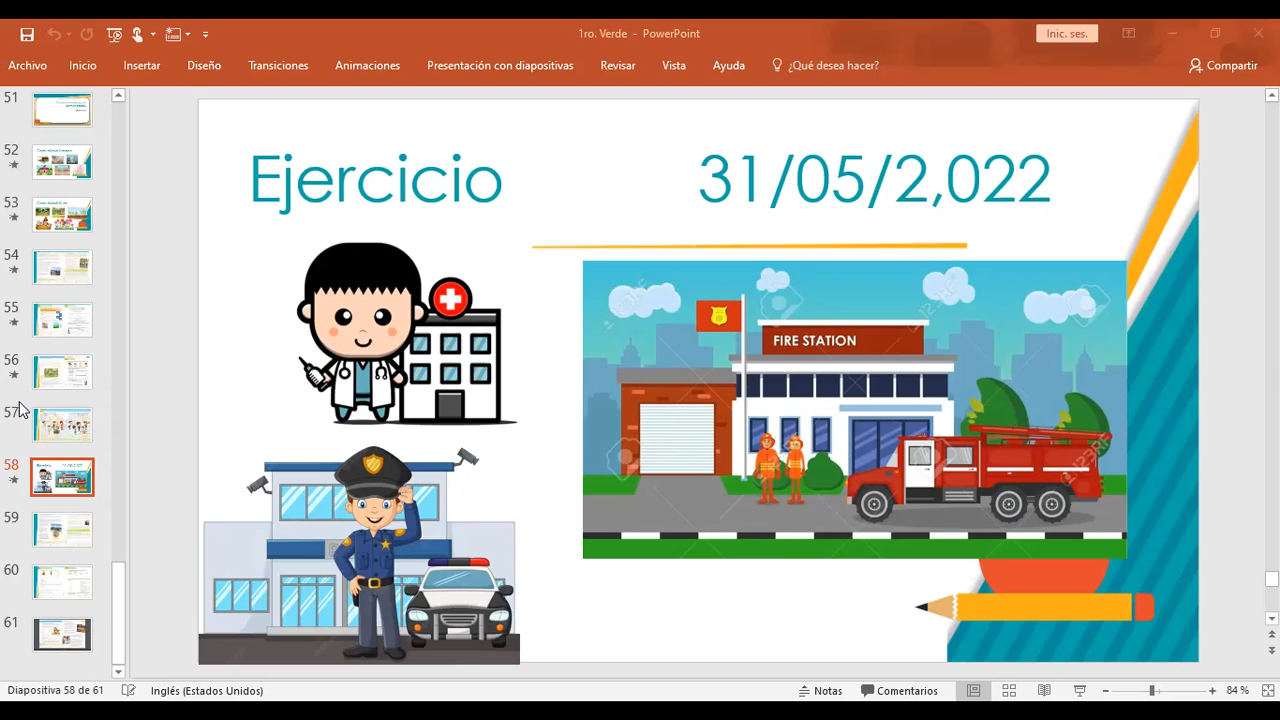 1ro. Verde - PowerPoint
Inic. ses.
Archivo Inicio Insertar Diseño Transiciones Animaciones Presentación con diapositivas Revisar Vista Ayuda ¿Qué desea hacer? Compartir
51
52
53
54
55
56
57
58
59
60
61
Ejercicio 31/05/2,022
FIRE STATION
Diapositiva 58 de 61 Inglés (Estados Unidos) Notas Comentarios 84 %